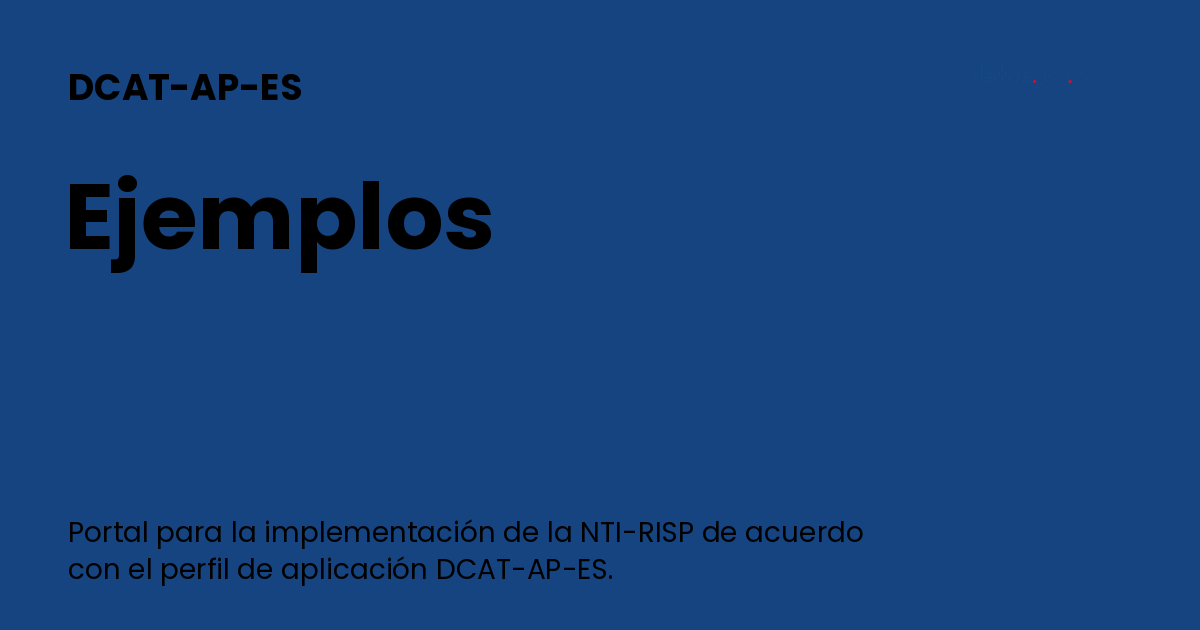 DCAT-AP-ES
Ejemplos
Portal para la implementación de la NTI-RISP de acuerdo
con el perfil de aplicación DCAT-AP-ES.